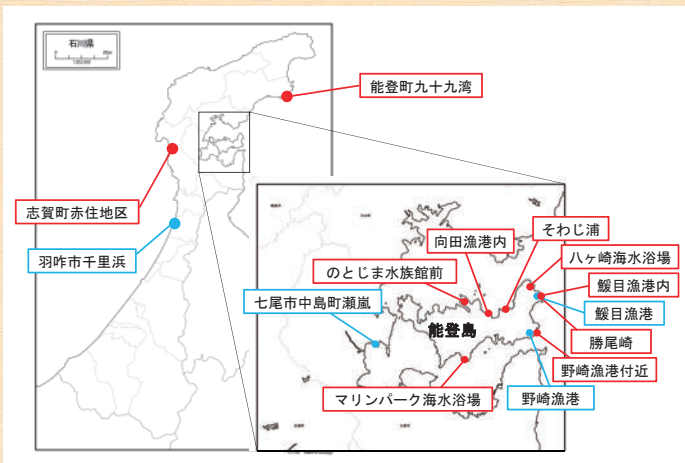 石川県
能登町九十九湾
志賀町赤住地区
羽咋市千里浜
向田漁港内
そわじ浦
八ヶ崎海水浴場
のとじま水族館前
鰀目漁港内
七尾市中島町瀬嵐
鰀目漁港
能登島
勝尾崎
野崎漁港付近
マリンパーク海水浴場
野崎漁港